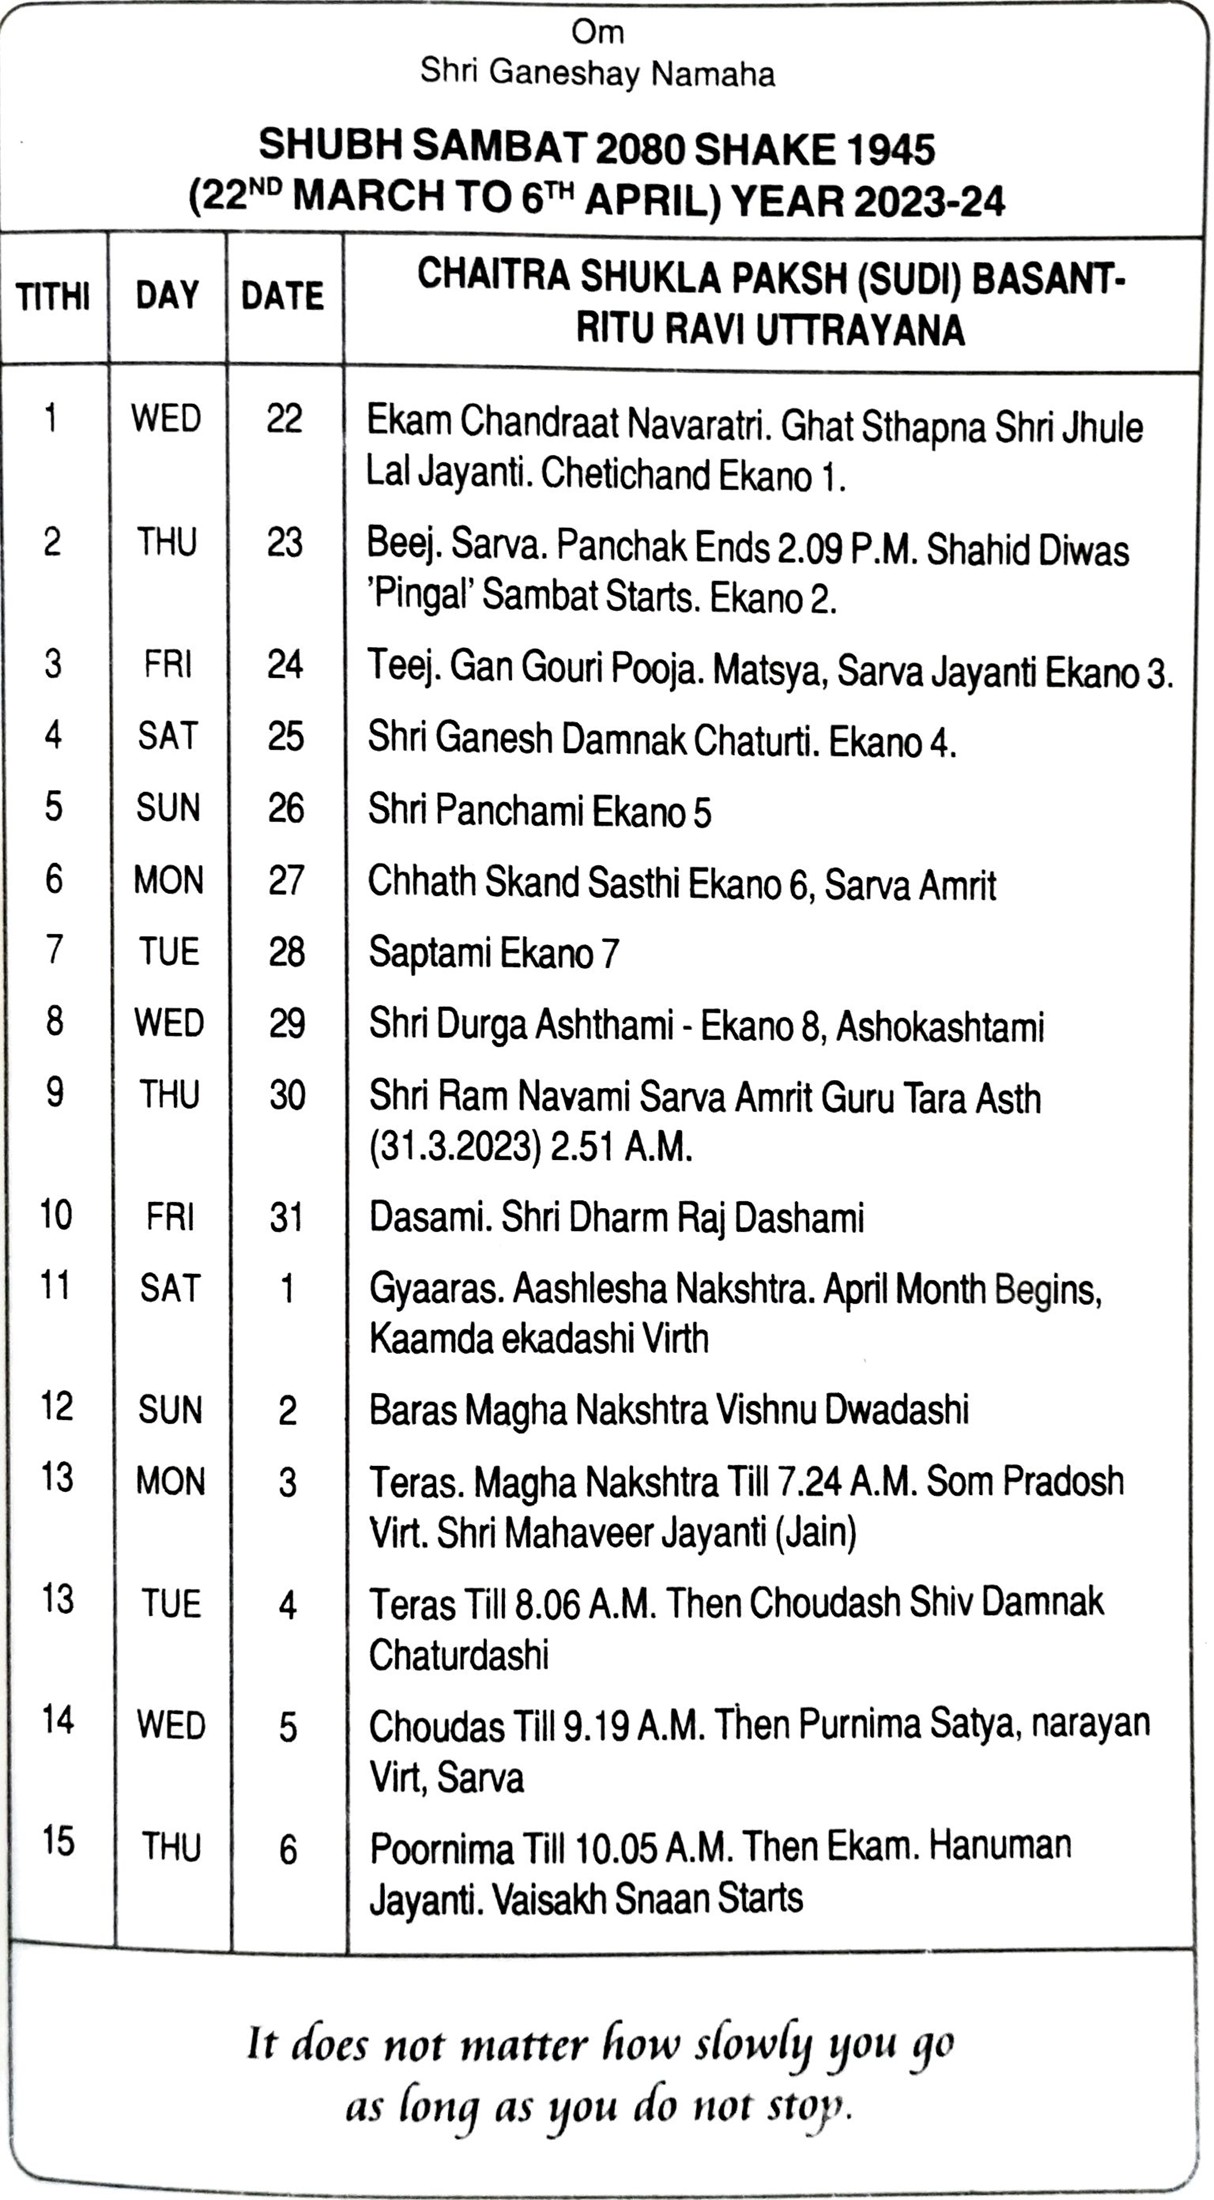 Om
Shri Ganeshay Namaha
SHUBH SAMBAT 2080 SHAKE 1945
(22ND MARCH TO 6TH APRIL) YEAR 2023-24
TITHI DAY DATE CHAITRA SHUKLA PAKSH (SUDI) BASANT-
RITU RAVI UTTRAYANA
1 WED 22 Ekam Chandraat Navaratri. Ghat Sthapna Shri Jhule
Lal Jayanti. Chetichand Ekano 1.
2 THU 23 Beej. Sarva. Panchak Ends 2.09 P.M. Shahid Diwas
'Pingal' Sambat Starts. Ekano 2.
3 FRI 24 Teej. Gan Gouri Pooja. Matsya, Sarva Jayanti Ekano 3.
4 SAT 25 Shri Ganesh Damnak Chaturti. Ekano 4.
5 SUN 26 Shri Panchami Ekano 5
6 MON 27 Chhath Skand Sasthi Ekano 6, Sarva Amrit
7 TUE 28 Saptami Ekano 7
8 WED 29 Shri Durga Ashthami - Ekano 8, Ashokashtami
9 THU 30 Shri Ram Navami Sarva Amrit Guru Tara Asth
(31.3.2023) 2.51 A.M.
10 FRI 31 Dasami. Shri Dharm Raj Dashami
11 SAT 1 Gyaaras. Aashlesha Nakshtra. April Month Begins,
Kaamda ekadashi Virth
12 SUN 2 Baras Magha Nakshtra Vishnu Dwadashi
13 MON 3 Teras. Magha Nakshtra Till 7.24 A.M. Som Pradosh
Virt. Shri Mahaveer Jayanti (Jain)
13 TUE 4 Teras Till 8.06 A.M. Then Choudash Shiv Damnak
Chaturdashi
14 WED 5 Choudas Till 9.19 A.M. Then Purnima Satya, narayan
Virt, Sarva
15 THU 6 Poornima Till 10.05 A.M. Then Ekam. Hanuman
Jayanti. Vaisakh Snaan Starts
It does not matter how slowly you go
as long as you do not stop.